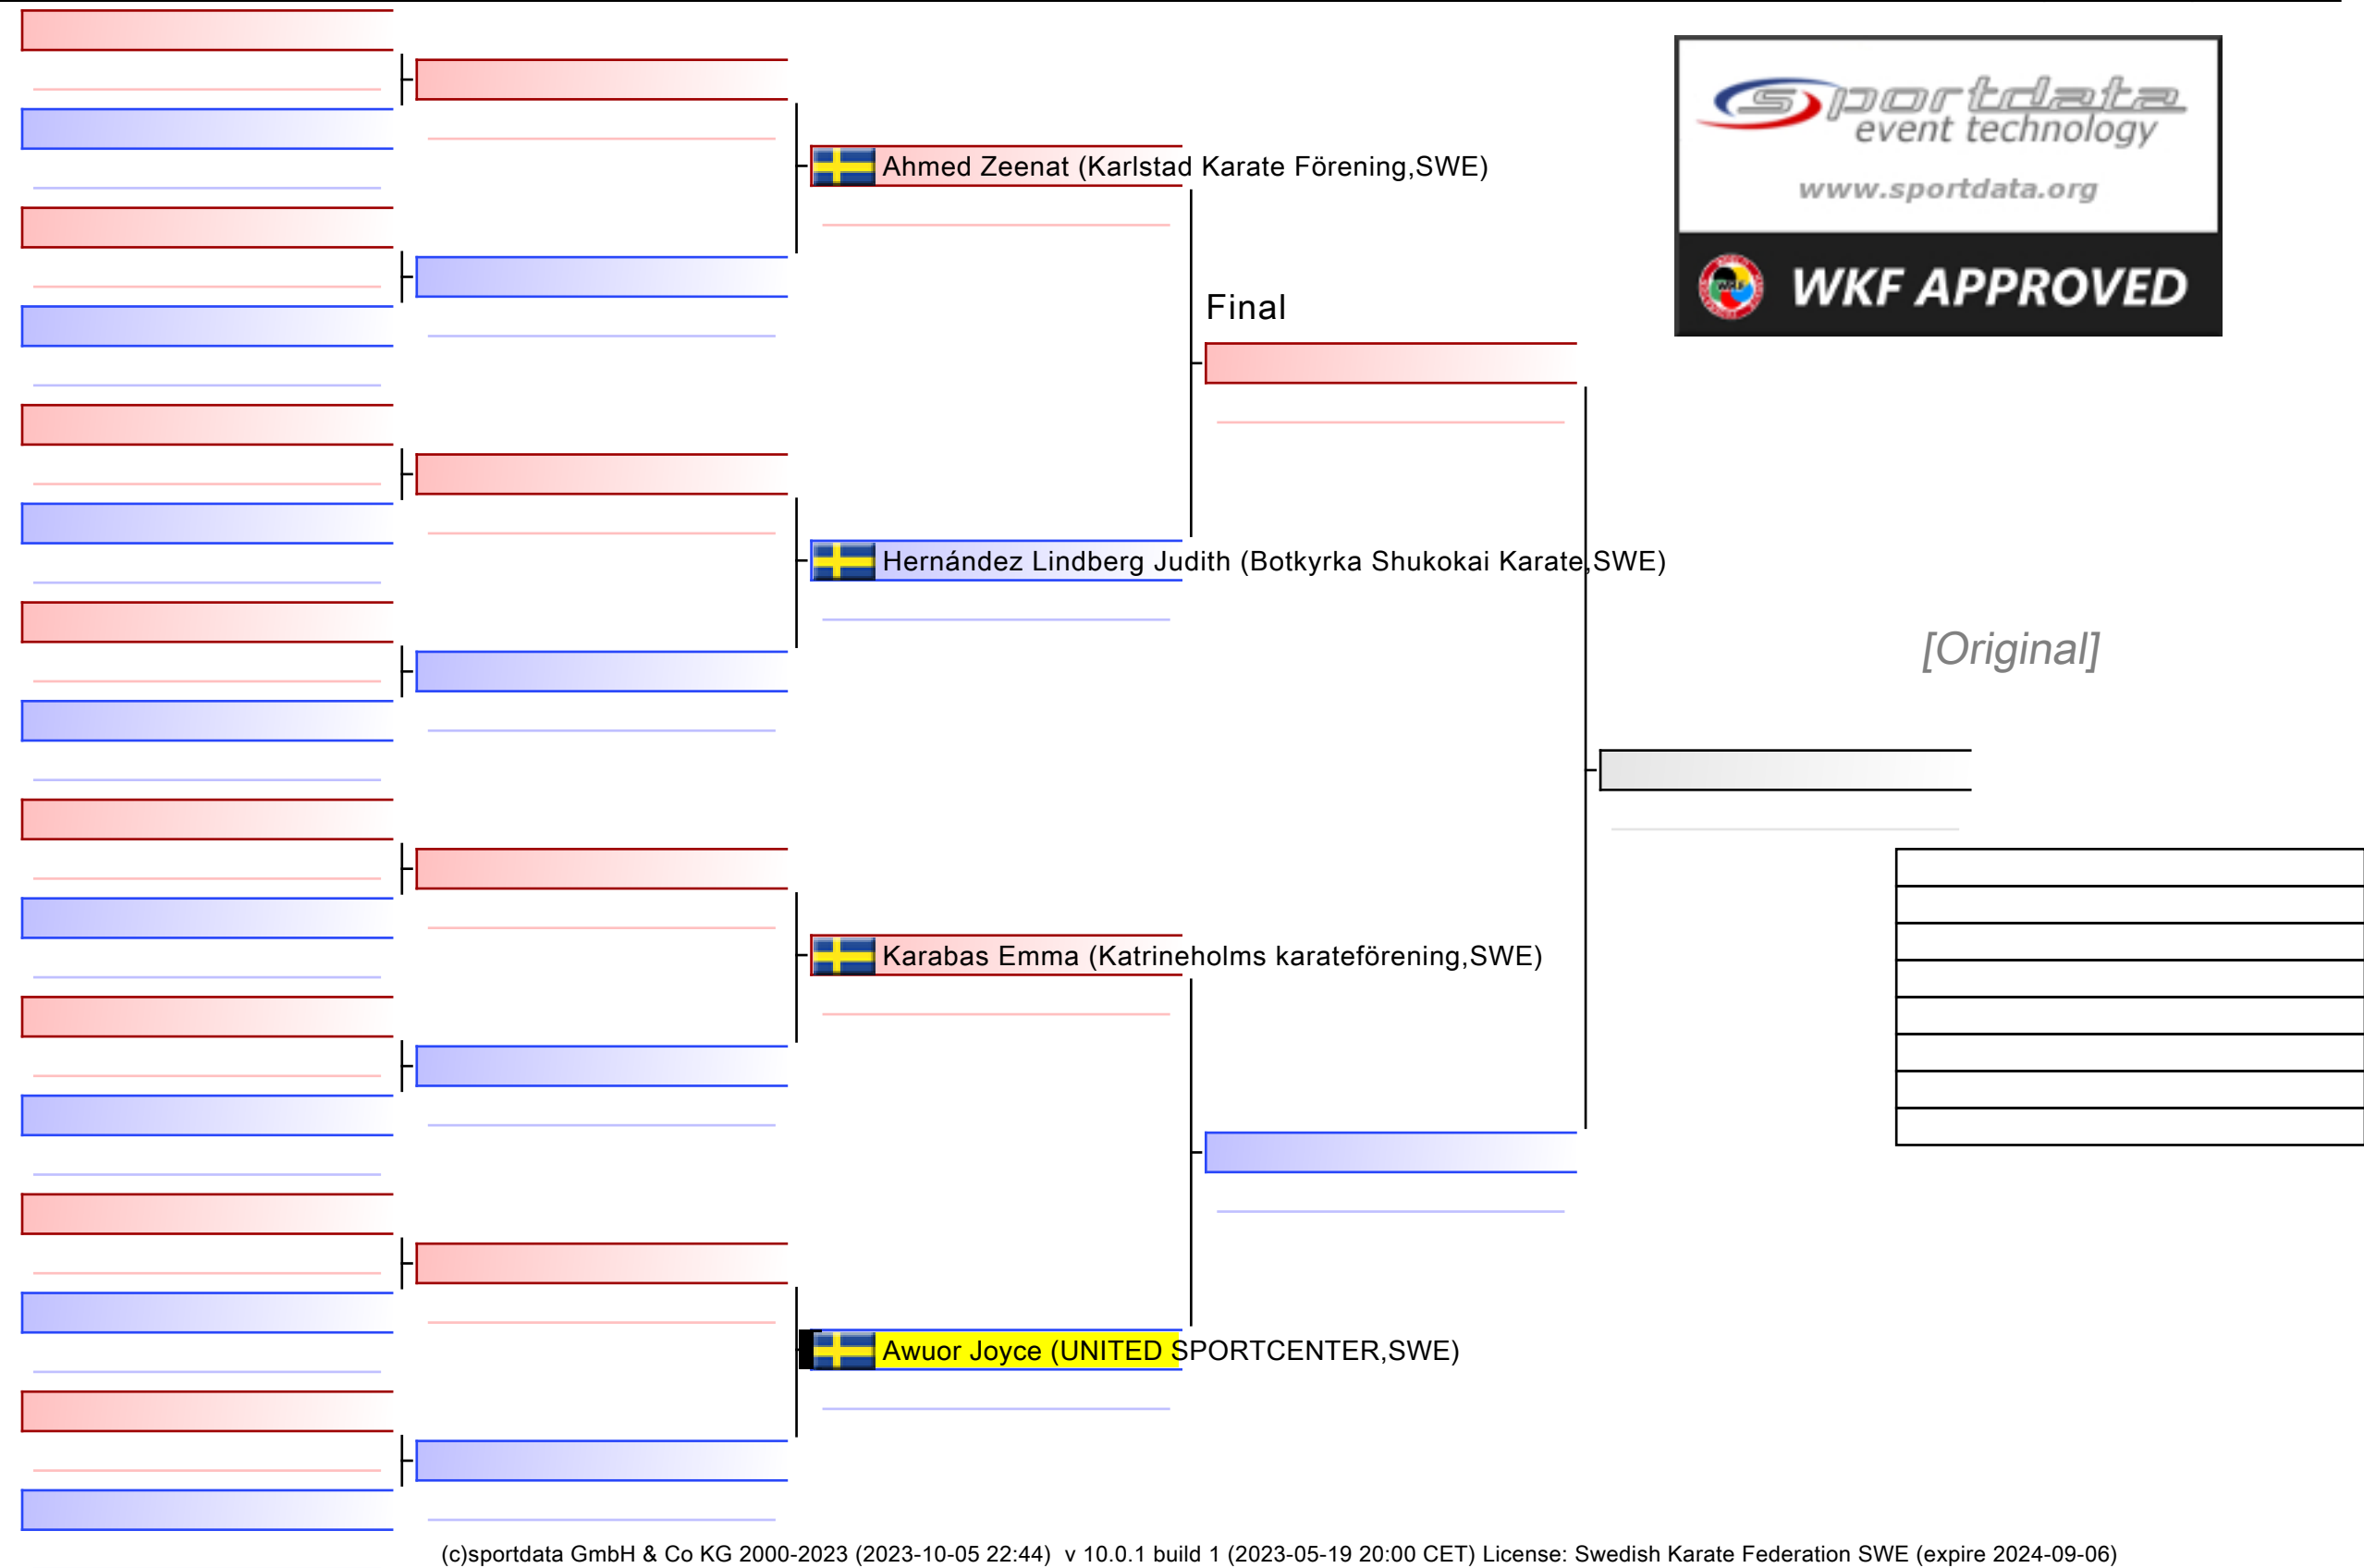 sportdata
event technology
www.sportdata.org
WKF APPROVED
Ahmed Zeenat (Karlstad Karate Förening,SWE)
Final
Hernández Lindberg Judith (Botkyrka Shukokai Karate,SWE)
[Original]
Karabas Emma (Katrineholms karateförening,SWE)
Awuor Joyce (UNITED SPORTCENTER,SWE)
(c)sportdata GmbH & Co KG 2000-2023 (2023-10-05 22:44) v 10.0.1 build 1 (2023-05-19 20:00 CET) License: Swedish Karate Federation SWE (expire 2024-09-06)